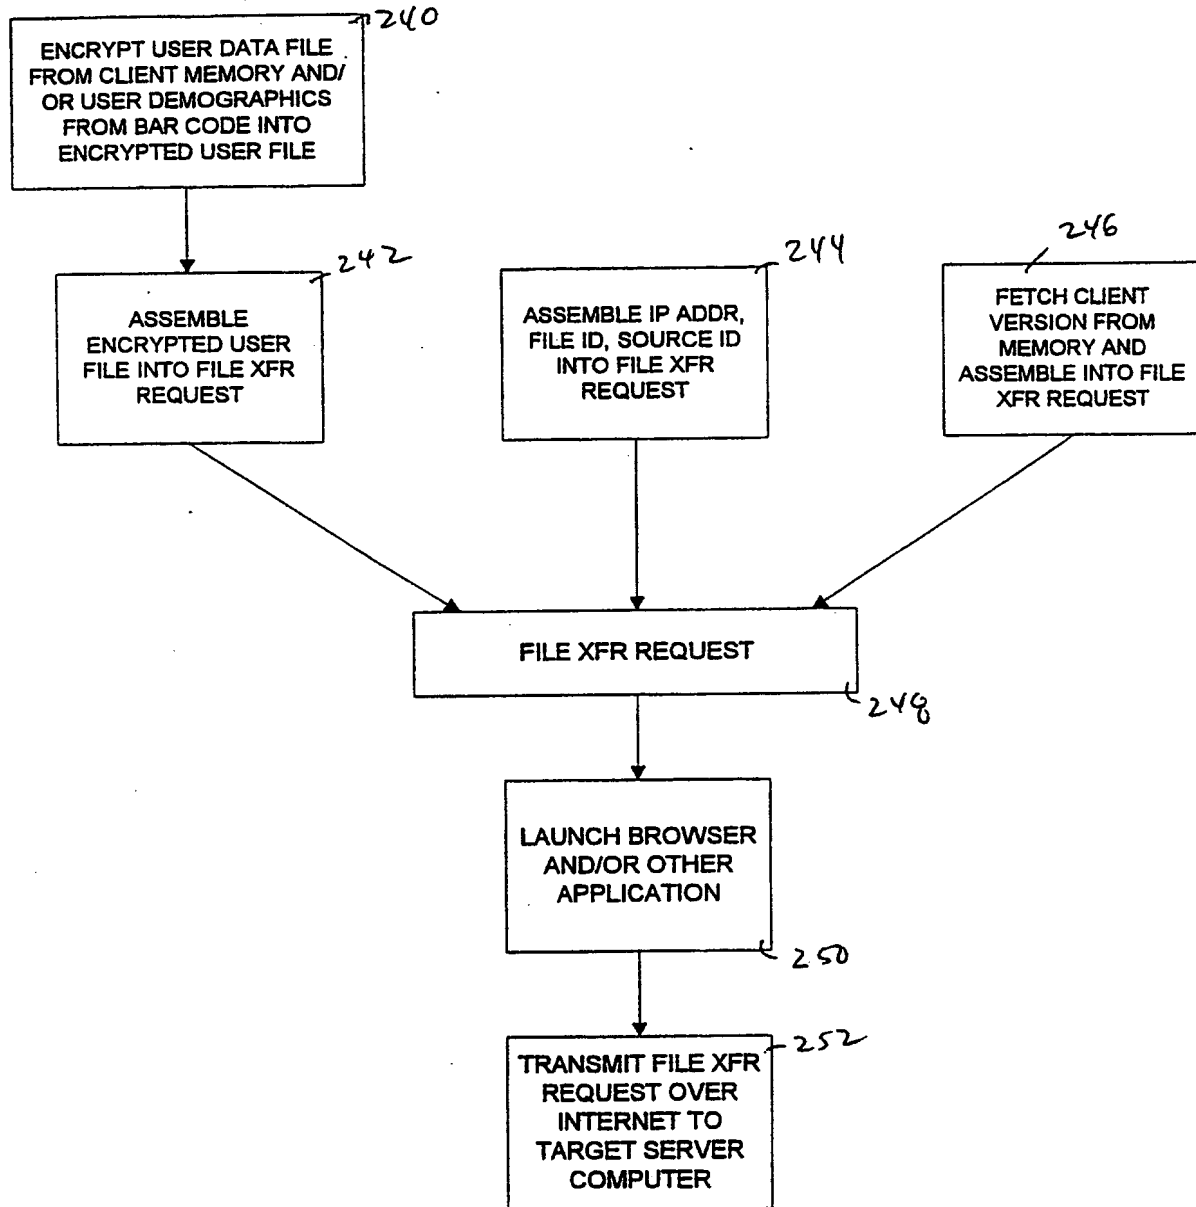 240
ENCRYPT USER DATA FILE
FROM CLIENT MEMORY AND/
OR USER DEMOGRAPHICS
FROM BAR CODE INTO
ENCRYPTED USER FILE
242
ASSEMBLE
ENCRYPTED USER
FILE INTO FILE XFR
REQUEST
244
ASSEMBLE IP ADDR,
FILE ID, SOURCE ID
INTO FILE XFR
REQUEST
246
FETCH CLIENT
VERSION FROM
MEMORY AND
ASSEMBLE INTO FILE
XFR REQUEST
FILE XFR REQUEST
248
LAUNCH BROWSER
AND/OR OTHER
APPLICATION
250
252
TRANSMIT FILE XFR
REQUEST OVER
INTERNET TO
TARGET SERVER
COMPUTER